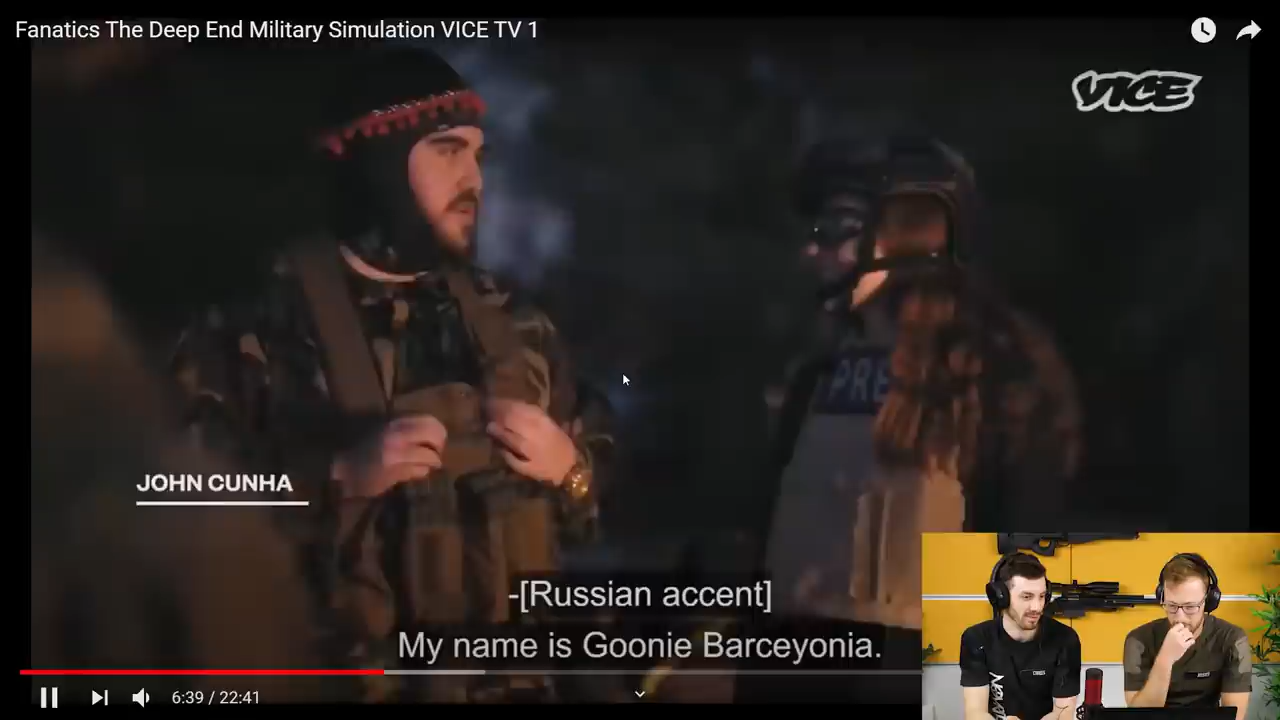 Fanatics The Deep End Military Simulation VICE TV 1
VICE
PRE
JOHN CUNHA
-[Russian accent]
My name is Goonie Barceyonia.
6:39 / 22:41